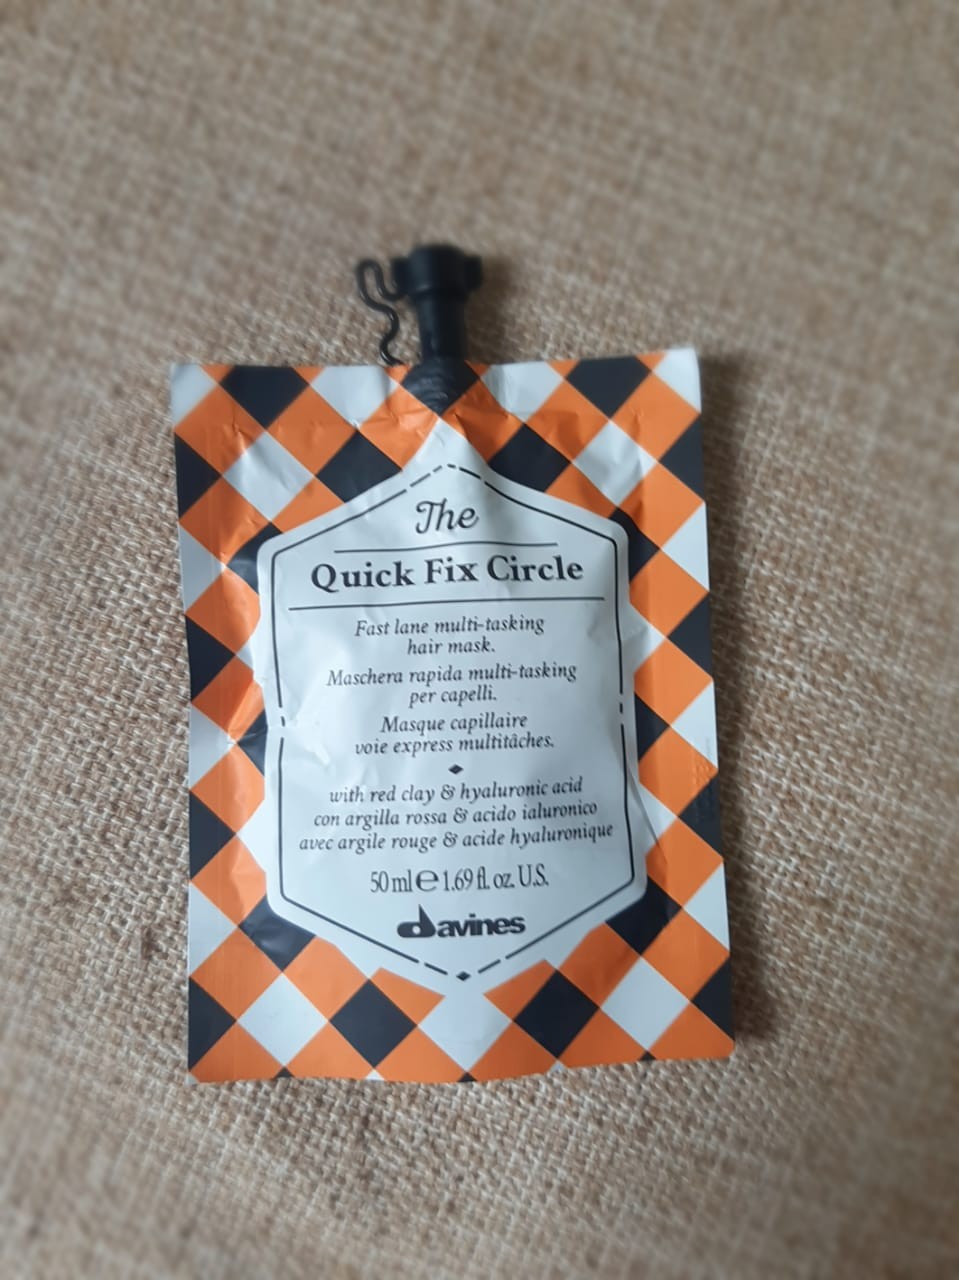 The
Quick Fix Circle
Fast lane multi-tasking
hair mask.
Maschera rapida multi-tasking
per capelli.
Masque capillaire
voie express multitâches.
with red clay & hyaluronic acid
con argilla rossa & acido ialuronico
avec argile rouge & acide hyaluronique
50 ml ℮ 1.69 fl. oz. U.S.
davines